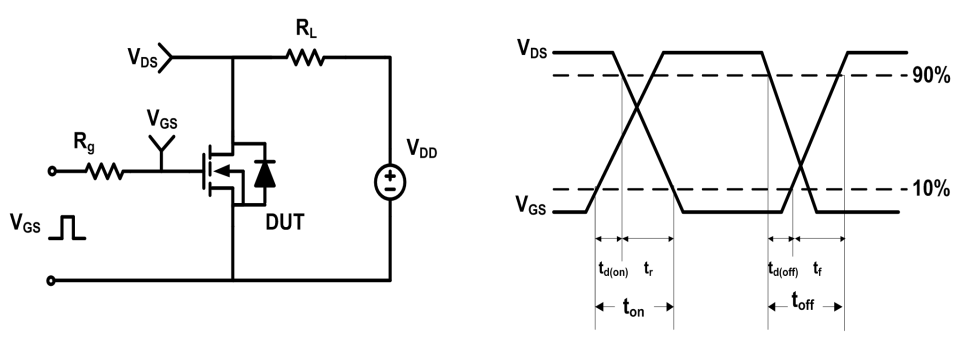 R_L
V_DS
V_GS
R_g
V_DD
V_GS
DUT
+
−
V_DS
90%
10%
V_GS
t_d(on) t_r
t_d(off) t_f
t_on
t_off